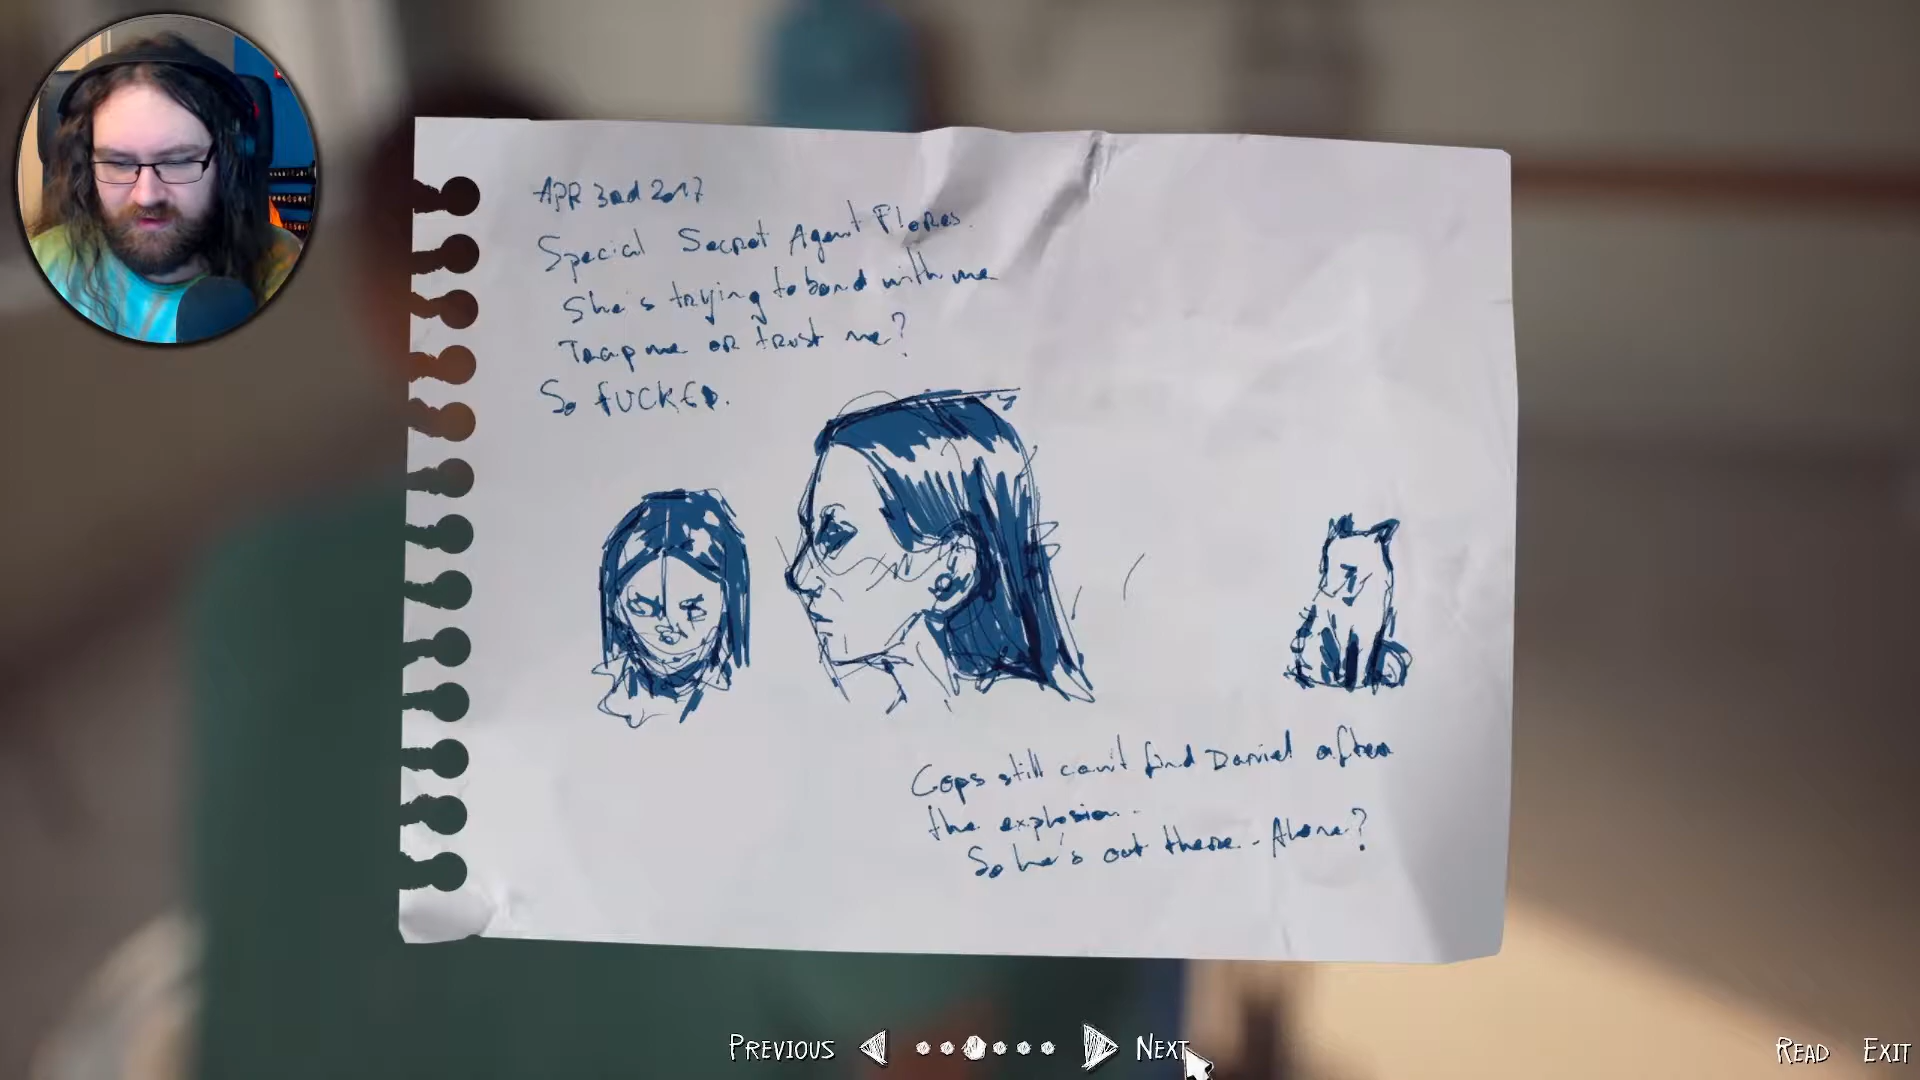 APR 3rd 2017
Special Secret Agent Flores.
She's trying to bond with me
Trap me or trust me?
So fuckED.
Cops still can't find Daniel after
the explosion.
So he's out there. Alone?
Previous
Next
Read
Exit